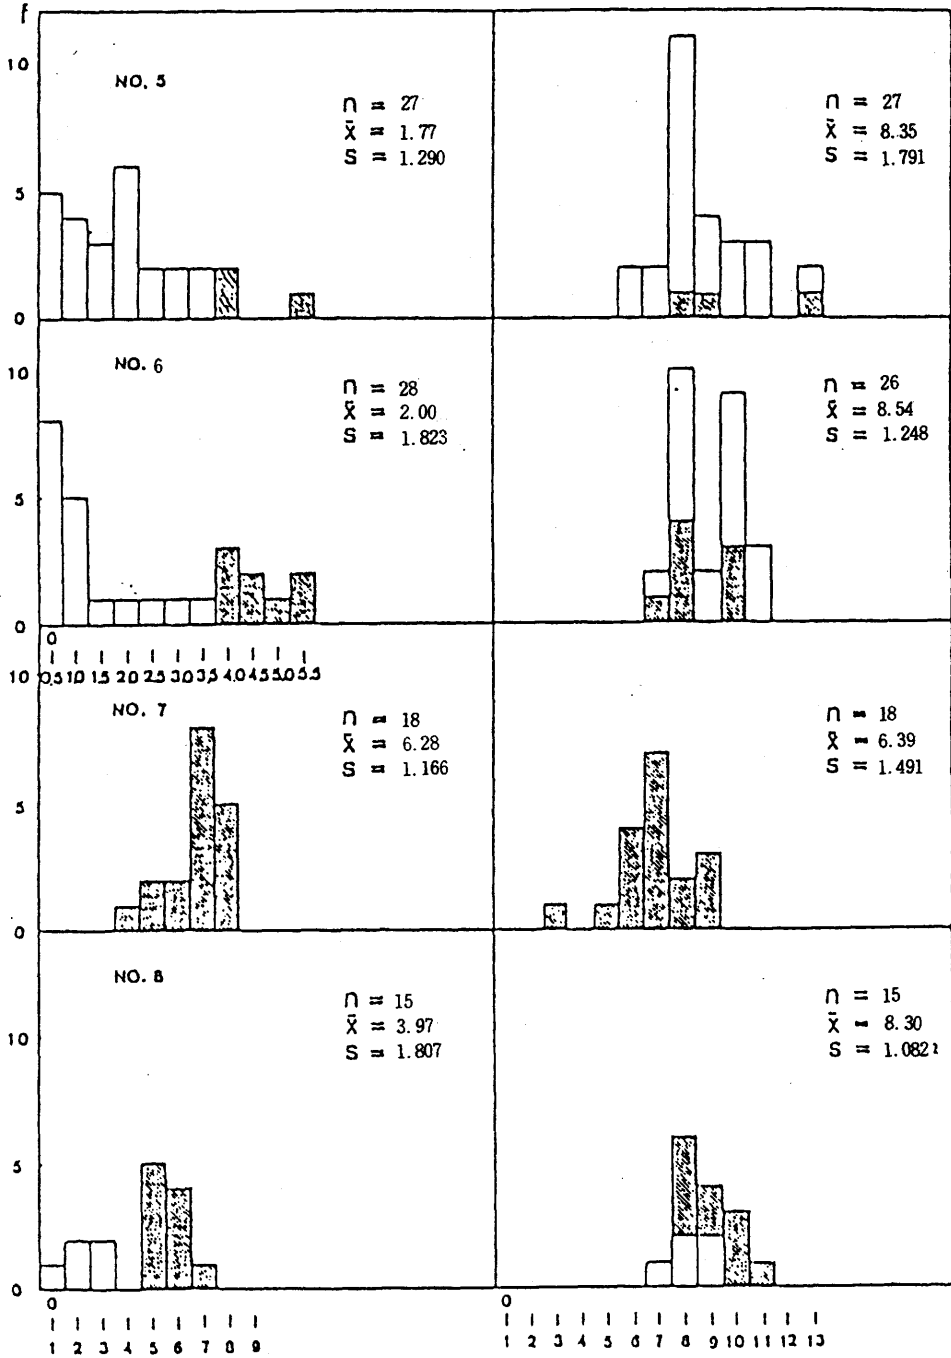 f
10
5
0
NO. 5
n = 27
x̄ = 1.77
S = 1.290
n = 27
x̄ = 8.35
S = 1.791
10
5
0
NO. 6
n = 28
x̄ = 2.00
S = 1.823
n = 26
x̄ = 8.54
S = 1.248
0
0.5 1.0 1.5 2.0 2.5 3.0 3.5 4.0 4.5 5.0 5.5
10
5
0
NO. 7
n = 18
x̄ = 6.28
S = 1.166
n = 18
x̄ = 6.39
S = 1.491
10
5
0
NO. 8
n = 15
x̄ = 3.97
S = 1.807
n = 15
x̄ = 8.30
S = 1.082
0
1 2 3 4 5 6 7 8 9
0
1 2 3 4 5 6 7 8 9 10 11 12 13